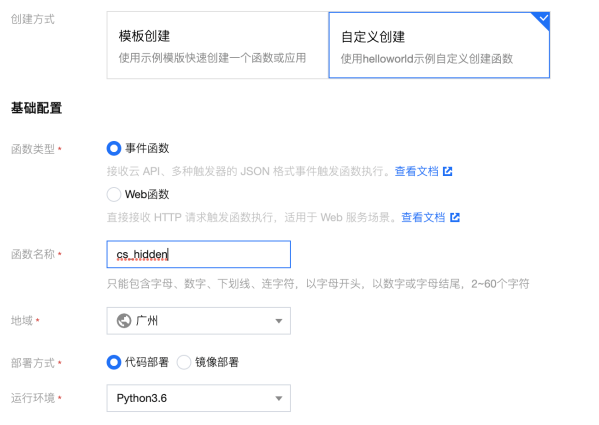 创建方式
模板创建
使用示例模版快速创建一个函数或应用
自定义创建
使用helloworld示例自定义创建函数
基础配置
函数类型 *
事件函数
接收云 API、多种触发器的 JSON 格式事件触发函数执行。查看文档
Web函数
直接接收 HTTP 请求触发函数执行，适用于 Web 服务场景。查看文档
函数名称 *
cs_hidden
只能包含字母、数字、下划线、连字符，以字母开头，以数字或字母结尾，2~60个字符
地域 *
广州
部署方式 *
代码部署 镜像部署
运行环境 *
Python3.6